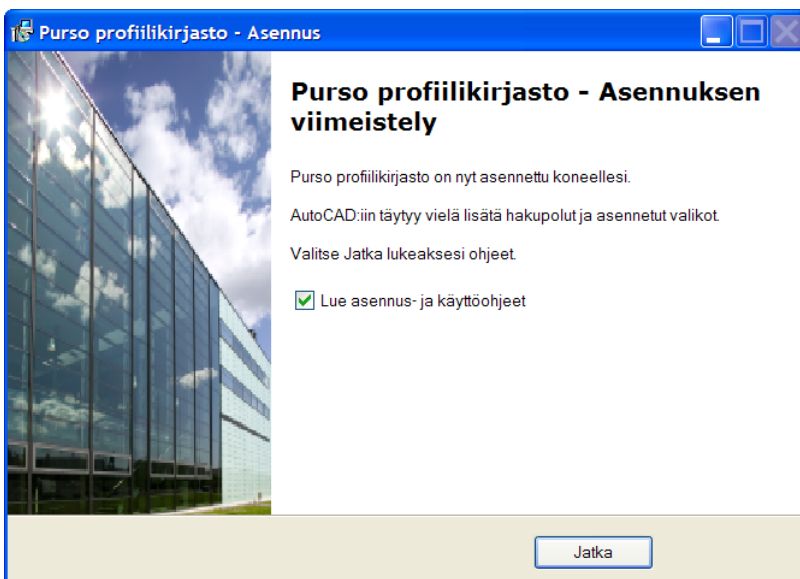 Purso profiilikirjasto - Asennus
Purso profiilikirjasto - Asennuksen
viimeistely
Purso profiilikirjasto on nyt asennettu koneellesi.
AutoCAD:iin täytyy vielä lisätä hakupolut ja asennetut valikot.
Valitse Jatka lukeaksesi ohjeet.
Lue asennus- ja käyttöohjeet
Jatka